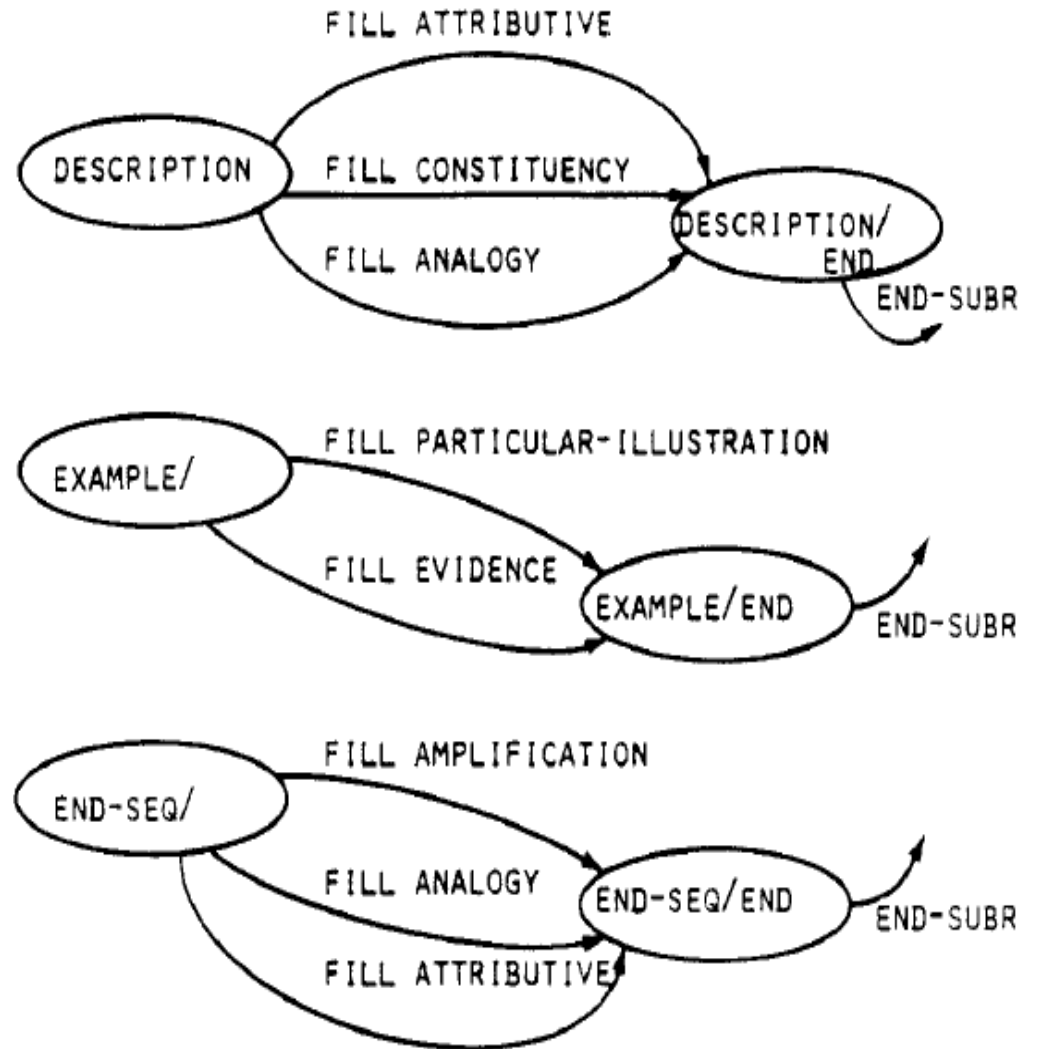 FILL ATTRIBUTIVE
DESCRIPTION
FILL CONSTITUENCY
DESCRIPTION/
END
FILL ANALOGY
END-SUBR
FILL PARTICULAR-ILLUSTRATION
EXAMPLE/
FILL EVIDENCE
EXAMPLE/END
END-SUBR
FILL AMPLIFICATION
END-SEQ/
FILL ANALOGY
END-SEQ/END
END-SUBR
FILL ATTRIBUTIVE